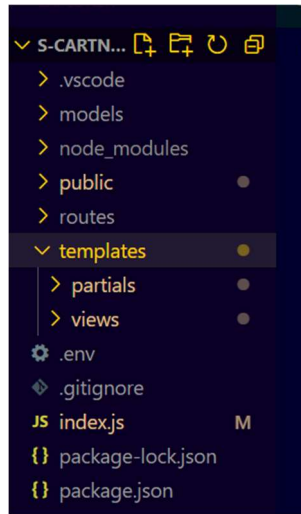 S-CARTN...
.vscode
models
node_modules
public
routes
templates
partials
views
.env
.gitignore
JS index.js M
{} package-lock.json
{} package.json